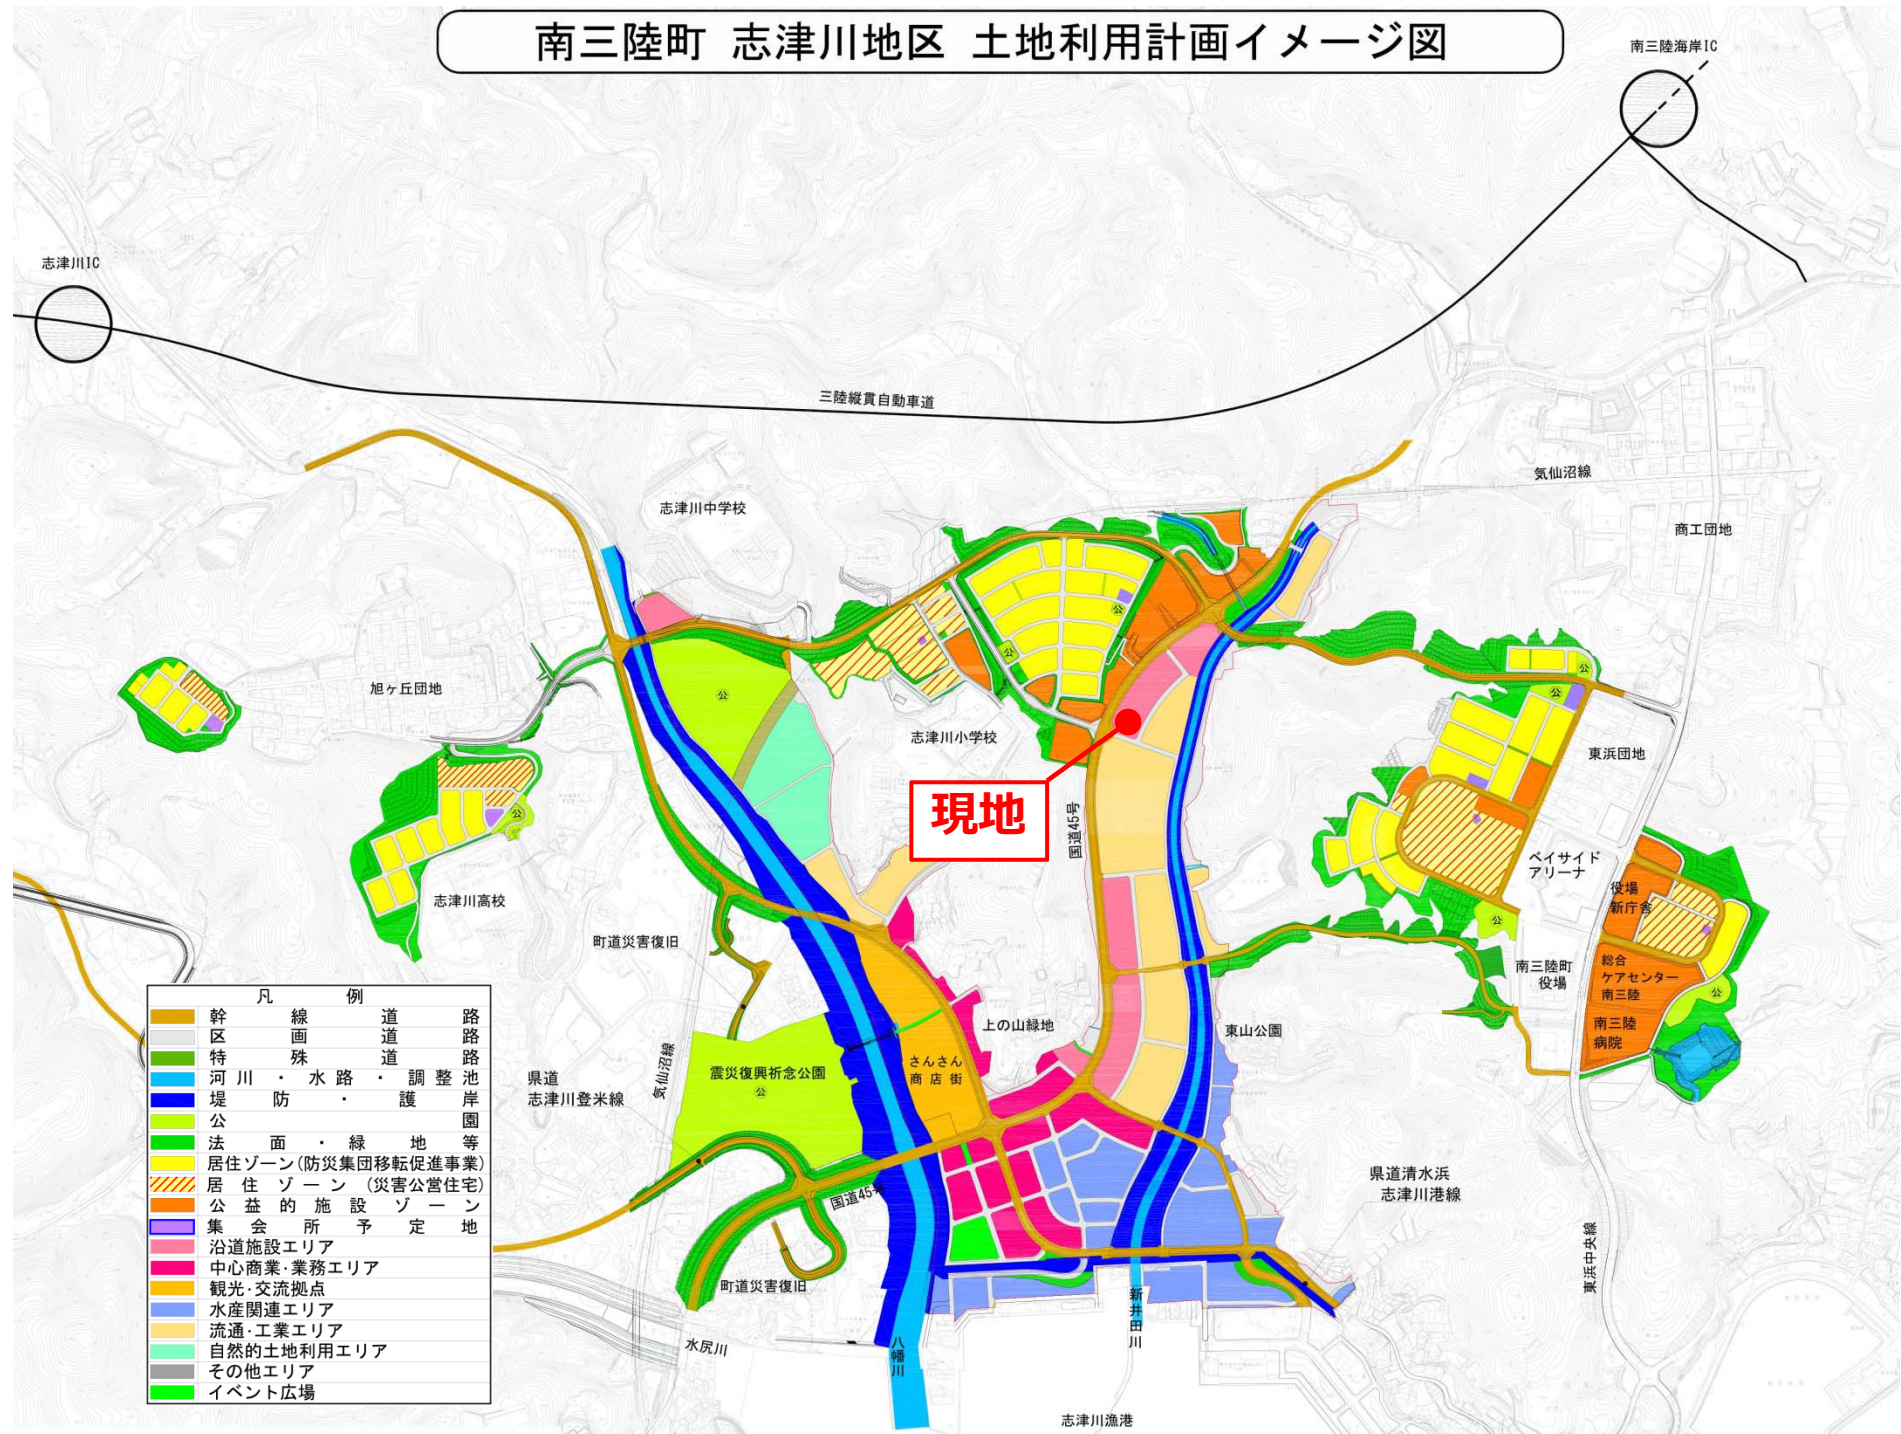 南三陸町 志津川地区 土地利用計画イメージ図
南三陸海岸IC
志津川IC
三陸縦貫自動車道
気仙沼線
志津川中学校
商工団地
公
公
公
公
公
旭ヶ丘団地
志津川小学校
東浜団地
現地
国道45号
公
ベイサイド
アリーナ
志津川高校
役場
新庁舎
公
町道災害復旧
南三陸町
役場
総合
ケアセンター
南三陸
公
南三陸
病院
上の山緑地
東山公園
さんさん
商店街
震災復興祈念公園
公
気仙沼線
県道
志津川登米線
県道清水浜
志津川港線
国道45号
東浜中央線
町道災害復旧
水尻川
八幡川
新井田川
志津川漁港
凡例
幹線道路
区画道路
特殊道路
河川・水路・調整池
堤防・護岸
公園
法面・緑地等
居住ゾーン(防災集団移転促進事業)
居住ゾーン(災害公営住宅)
公益的施設ゾーン
集会所予定地
沿道施設エリア
中心商業・業務エリア
観光・交流拠点
水産関連エリア
流通・工業エリア
自然的土地利用エリア
その他エリア
イベント広場